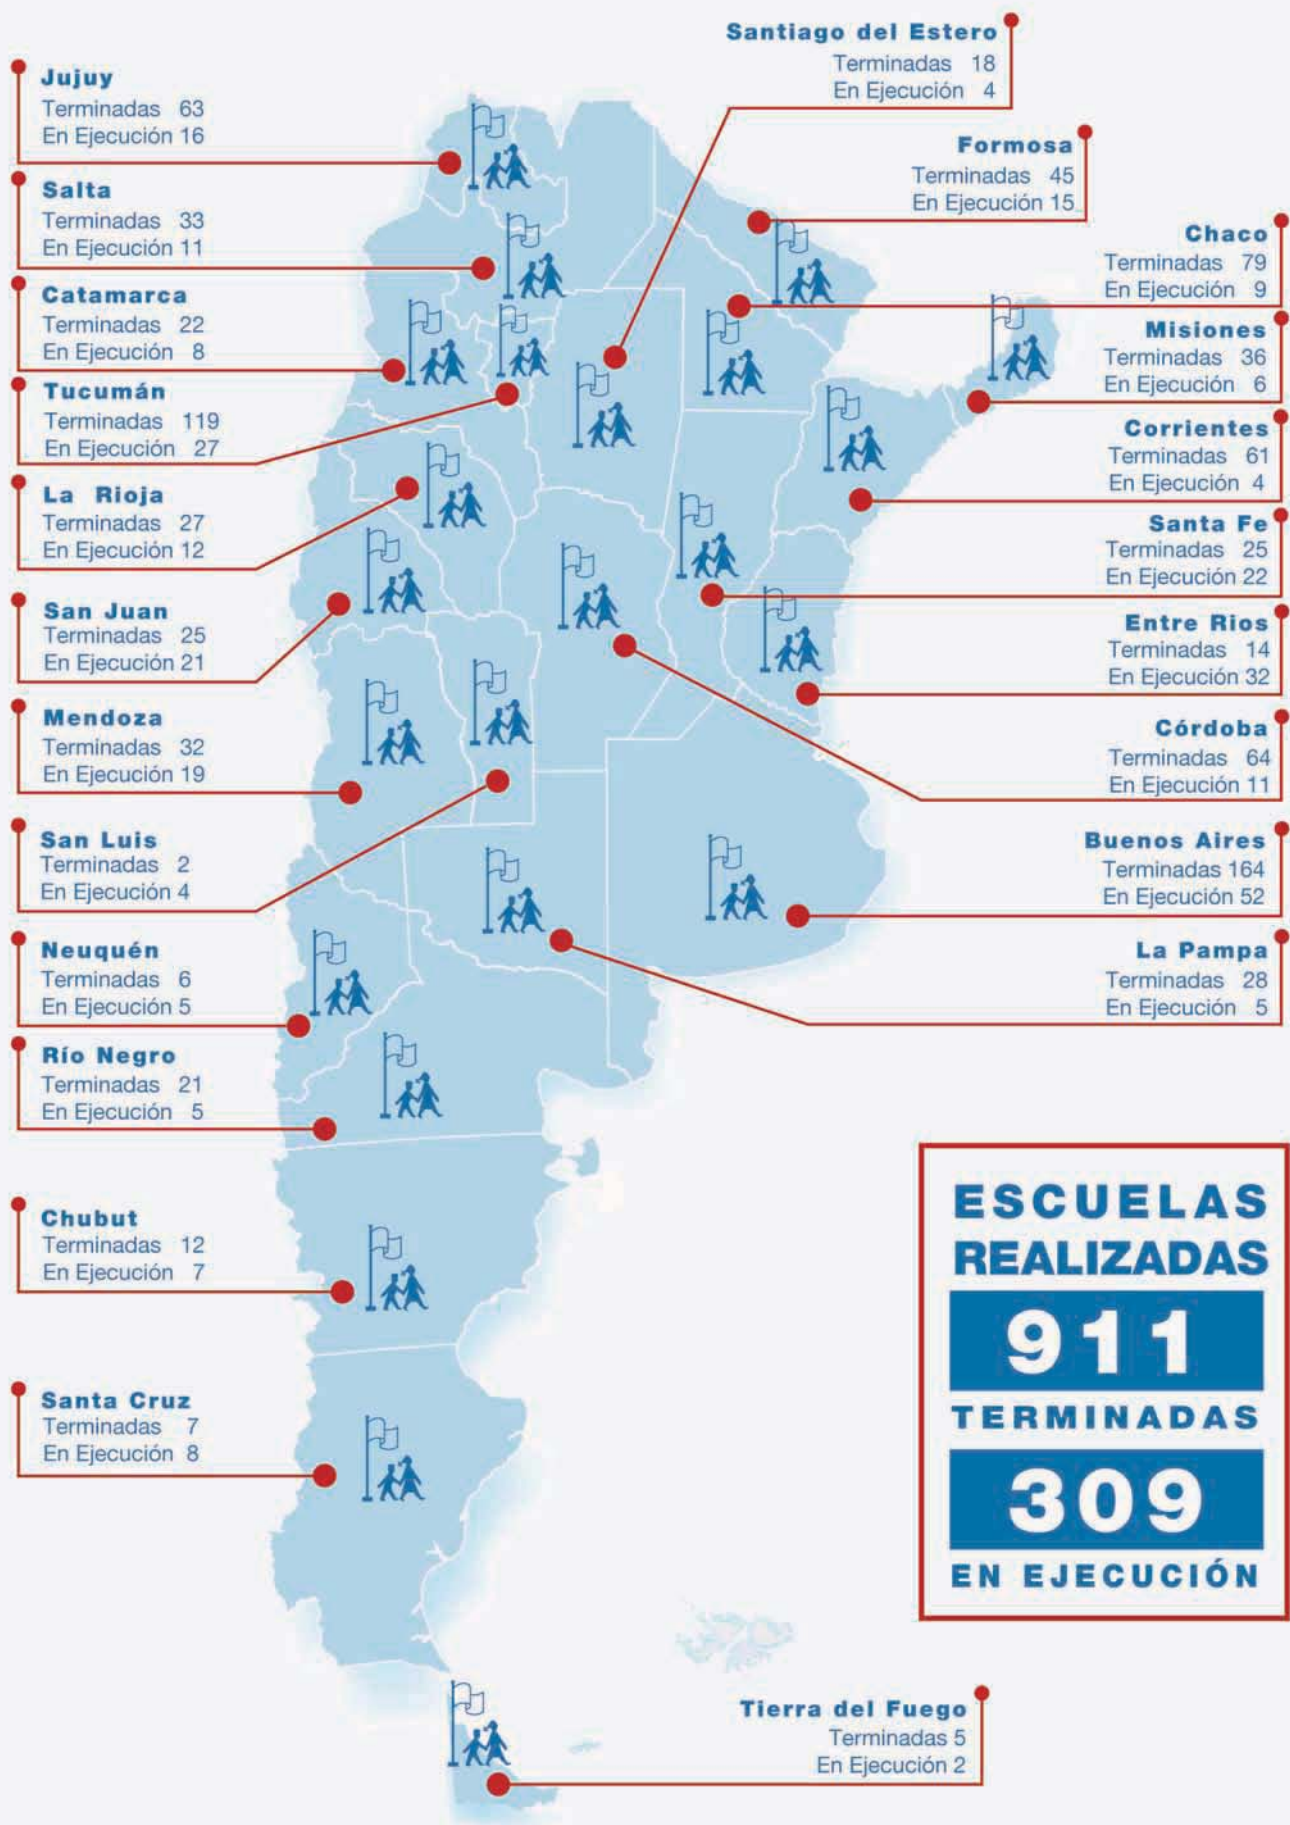 Jujuy
Terminadas 63
En Ejecución 16
Salta
Terminadas 33
En Ejecución 11
Catamarca
Terminadas 22
En Ejecución 8
Tucumán
Terminadas 119
En Ejecución 27
La Rioja
Terminadas 27
En Ejecución 12
San Juan
Terminadas 25
En Ejecución 21
Mendoza
Terminadas 32
En Ejecución 19
San Luis
Terminadas 2
En Ejecución 4
Neuquén
Terminadas 6
En Ejecución 5
Río Negro
Terminadas 21
En Ejecución 5
Chubut
Terminadas 12
En Ejecución 7
Santa Cruz
Terminadas 7
En Ejecución 8
Santiago del Estero
Terminadas 18
En Ejecución 4
Formosa
Terminadas 45
En Ejecución 15
Chaco
Terminadas 79
En Ejecución 9
Misiones
Terminadas 36
En Ejecución 6
Corrientes
Terminadas 61
En Ejecución 4
Santa Fe
Terminadas 25
En Ejecución 22
Entre Rios
Terminadas 14
En Ejecución 32
Córdoba
Terminadas 64
En Ejecución 11
Buenos Aires
Terminadas 164
En Ejecución 52
La Pampa
Terminadas 28
En Ejecución 5
ESCUELAS
REALIZADAS
911
TERMINADAS
309
EN EJECUCIÓN
Tierra del Fuego
Terminadas 5
En Ejecución 2